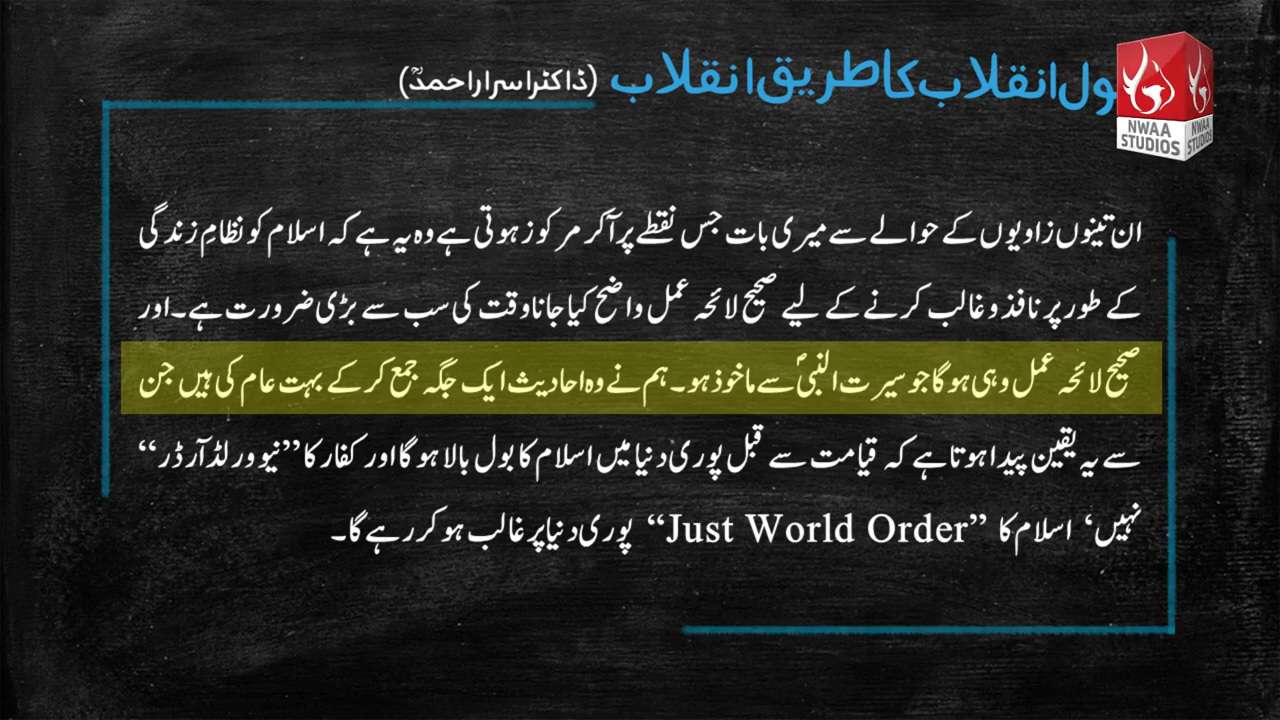 انقلاب کا طریق انقلاب (ڈاکٹر اسرار احمدؒ)
NWAA
STUDIOS
NWAA
STUDIOS
ان تینوں زاویوں کے حوالے سے میری بات جس نقطے پر آکر مرکوز ہوتی ہے وہ یہ ہے کہ اسلام کو نظامِ زندگی
کے طور پر نافذ و غالب کرنے کے لیے صحیح لائحہ عمل واضح کیا جانا وقت کی سب سے بڑی ضرورت ہے۔ اور
صحیح لائحہ عمل وہی ہوگا جو سیرت النبیؐ سے ماخوذ ہو۔ ہم نے وہ احادیث ایک جگہ جمع کر کے بہت عام کی ہیں جن
سے یہ یقین پیدا ہوتا ہے کہ قیامت سے قبل پوری دنیا میں اسلام کا بول بالا ہوگا اور کفار کا ”نیو ورلڈ آرڈر“
نہیں‘ اسلام کا ”Just World Order“ پوری دنیا پر غالب ہو کر رہے گا۔